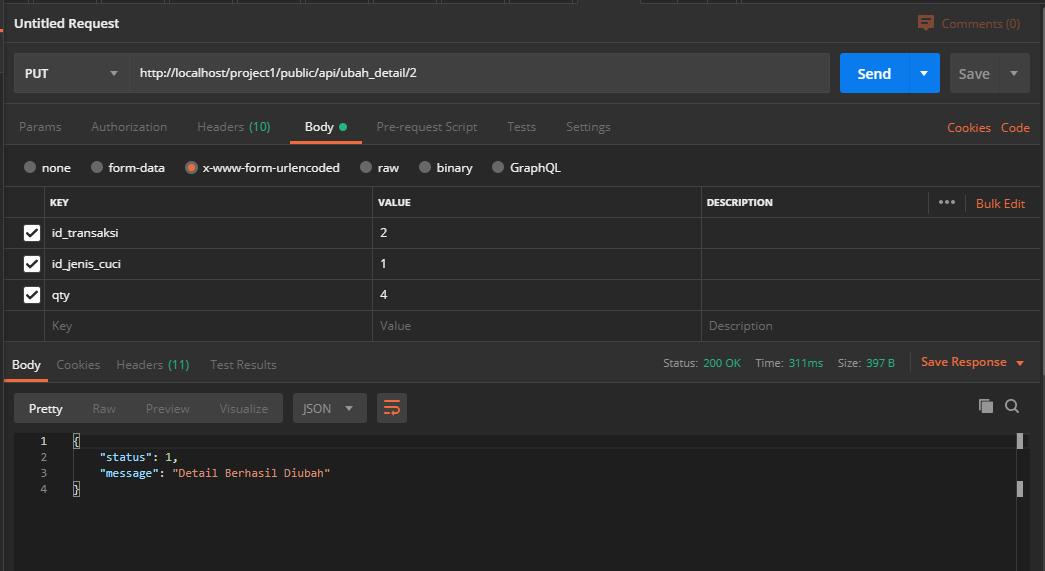 Untitled Request
Comments (0)
PUT
http://localhost/project1/public/api/ubah_detail/2
Send
Save
Params Authorization Headers (10) Body Pre-request Script Tests Settings
Cookies Code
none form-data x-www-form-urlencoded raw binary GraphQL
KEY VALUE DESCRIPTION ••• Bulk Edit
id_transaksi 2
id_jenis_cuci 1
qty 4
Key Value Description
Body Cookies Headers (11) Test Results
Status: 200 OK Time: 311ms Size: 397 B Save Response
Pretty Raw Preview Visualize JSON
1 {
2 "status": 1,
3 "message": "Detail Berhasil Diubah"
4 }